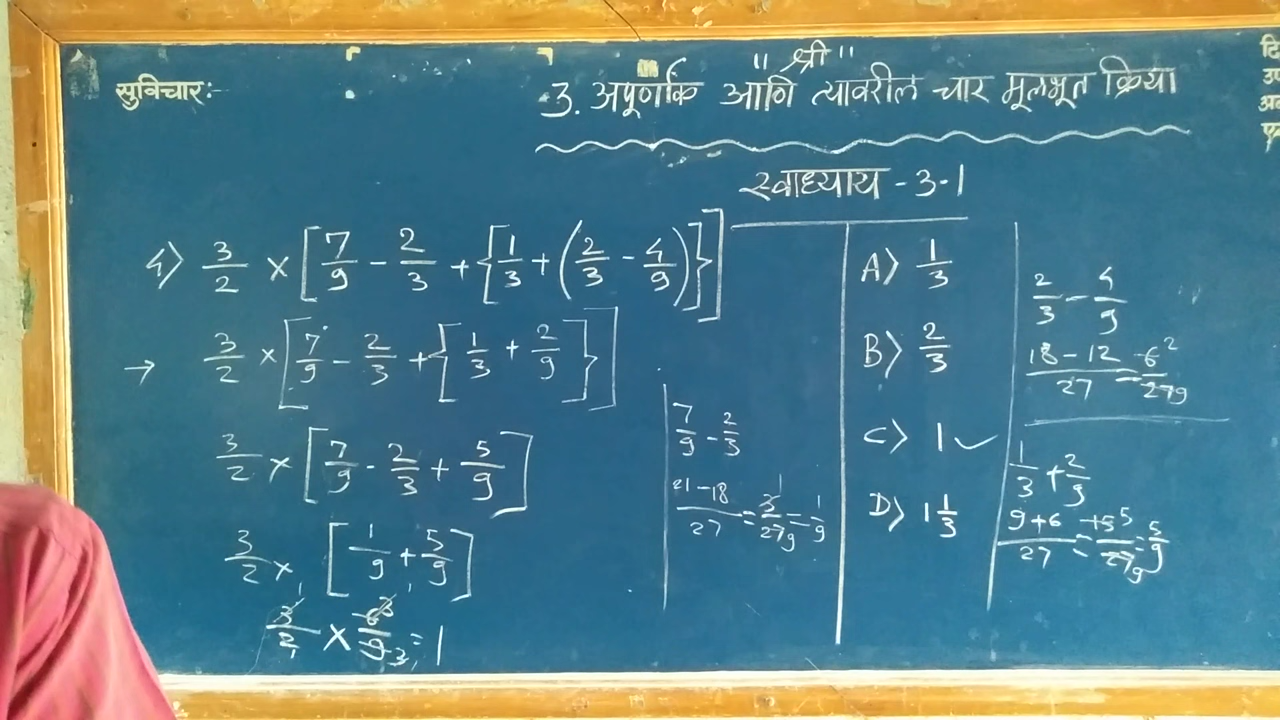 " श्री "
सुविचार:-
3. अपूर्णांक आणि त्यावरील चार मूलभूत क्रिया
स्वाध्याय - 3.1
4) 3/2 × [7/9 - 2/3 + {1/3 + (2/3 - 4/9)}]
→ 3/2 × [7/9 - 2/3 + {1/3 + 2/9}]
3/2 × [7/9 - 2/3 + 5/9]
3/2 × [1/9 + 5/9]
3/2 × 6/9 = 1
7/9 - 2/3
21-18/27 = 3/27 = 1/9
A) 1/3
B) 2/3
C) 1 ✓
D) 1 1/3
2/3 - 4/9
18-12/27 = 6/27 2/9
1/3 + 2/9
9+6/27 = 15/27 = 5/9